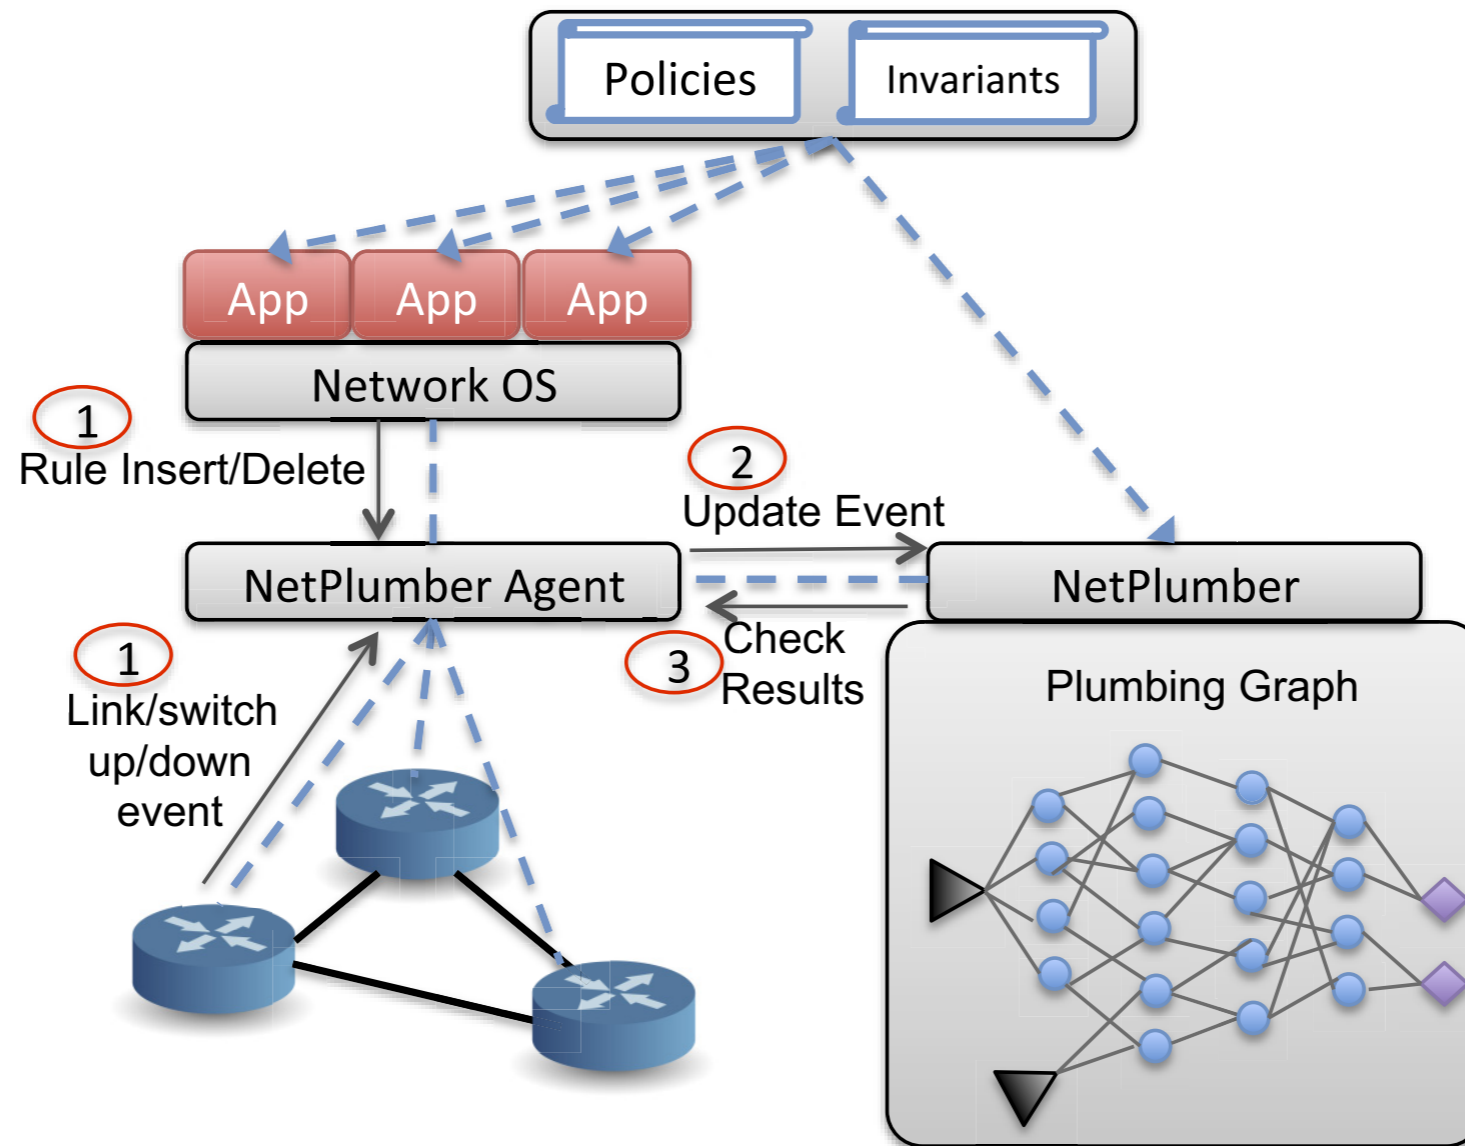 Policies
Invariants
App App App
Network OS
1
Rule Insert/Delete
2
Update Event
NetPlumber Agent
NetPlumber
1
Link/switch
up/down
event
3
Check
Results
Plumbing Graph